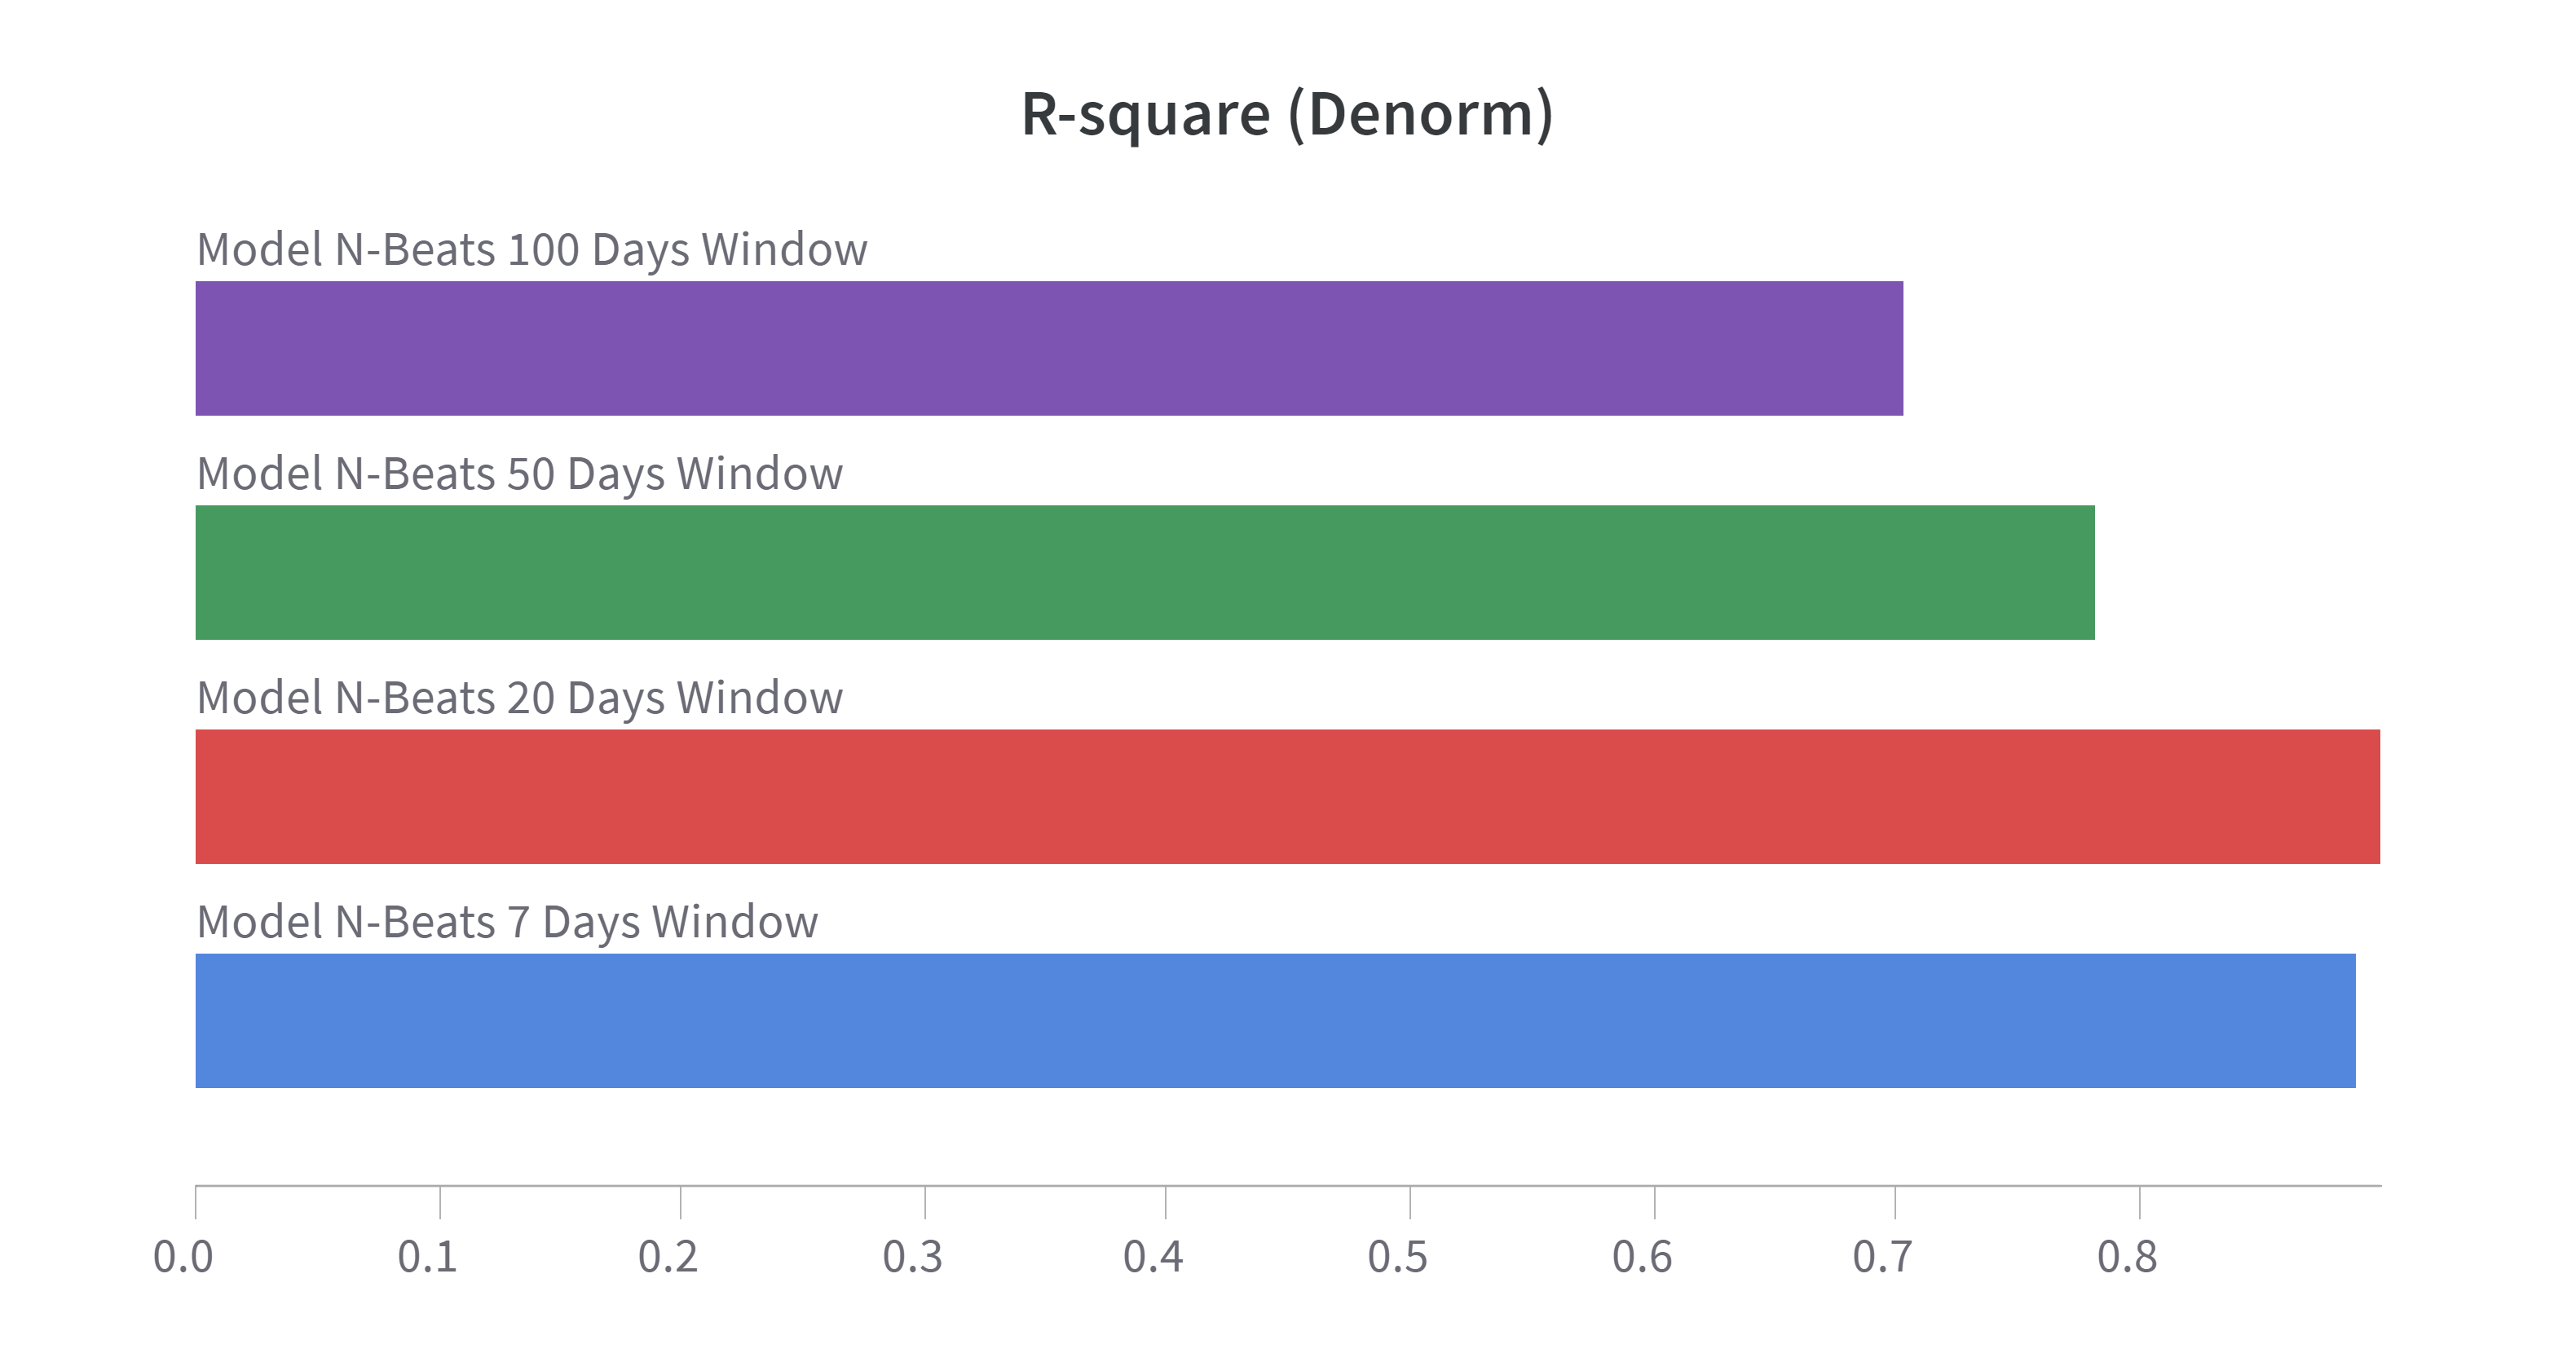 R-square (Denorm)
Model N-Beats 100 Days Window
Model N-Beats 50 Days Window
Model N-Beats 20 Days Window
Model N-Beats 7 Days Window
0.0 0.1 0.2 0.3 0.4 0.5 0.6 0.7 0.8